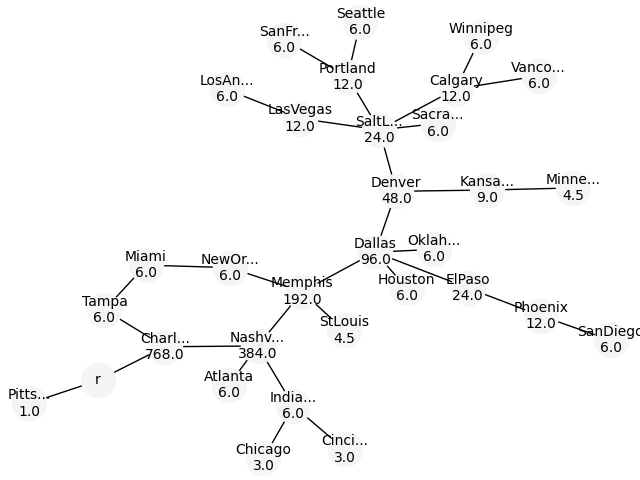 Seattle
6.0
SanFr...
6.0
Winnipeg
6.0
Portland
12.0
Vanco...
6.0
Calgary
12.0
LosAn...
6.0
LasVegas
12.0
SaltL...
24.0
Sacra...
6.0
Denver
48.0
Kansa...
9.0
Minne...
4.5
Dallas
96.0
Oklah...
6.0
Miami
6.0
NewOr...
6.0
Memphis
192.0
Houston
6.0
ElPaso
24.0
Tampa
6.0
Phoenix
12.0
StLouis
4.5
SanDiego
6.0
Charl...
768.0
Nashv...
384.0
r
Atlanta
6.0
Pitts...
1.0
India...
6.0
Chicago
3.0
Cinci...
3.0